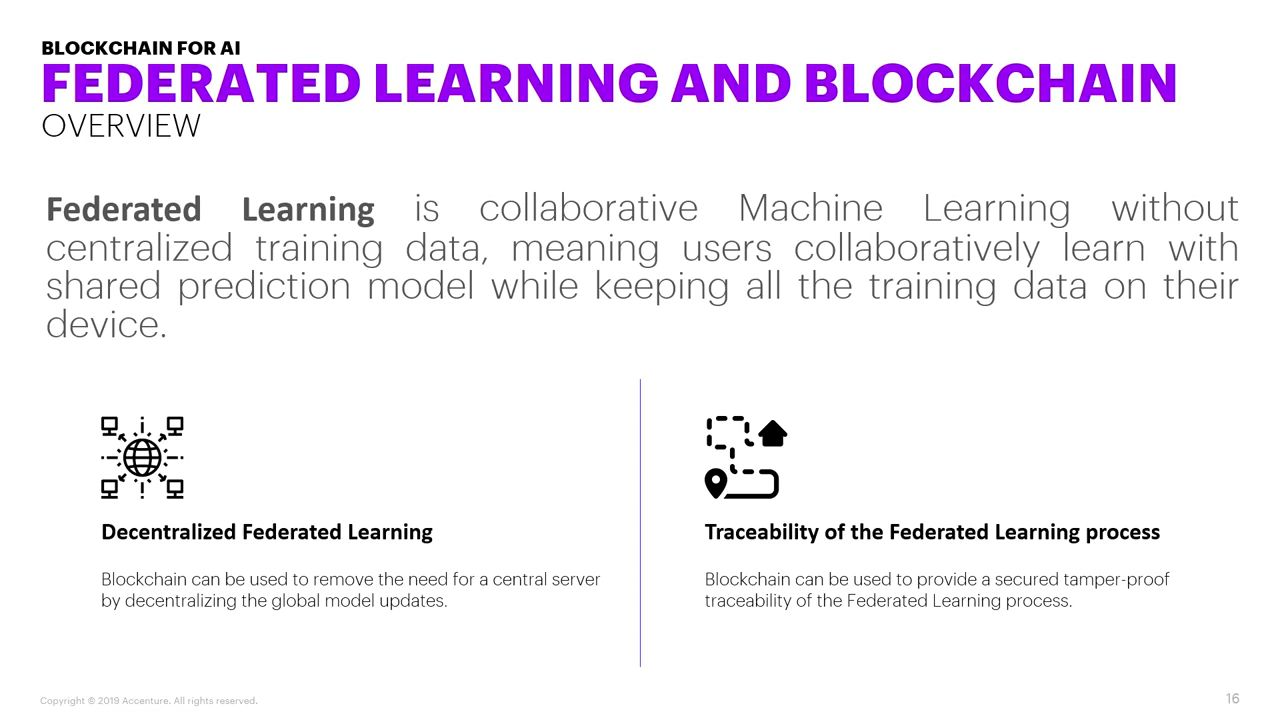 BLOCKCHAIN FOR AI
FEDERATED LEARNING AND BLOCKCHAIN
OVERVIEW
Federated Learning is collaborative Machine Learning without
centralized training data, meaning users collaboratively learn with
shared prediction model while keeping all the training data on their
device.
Decentralized Federated Learning
Blockchain can be used to remove the need for a central server
by decentralizing the global model updates.
Traceability of the Federated Learning process
Blockchain can be used to provide a secured tamper-proof
traceability of the Federated Learning process.
Copyright © 2019 Accenture. All rights reserved.
16